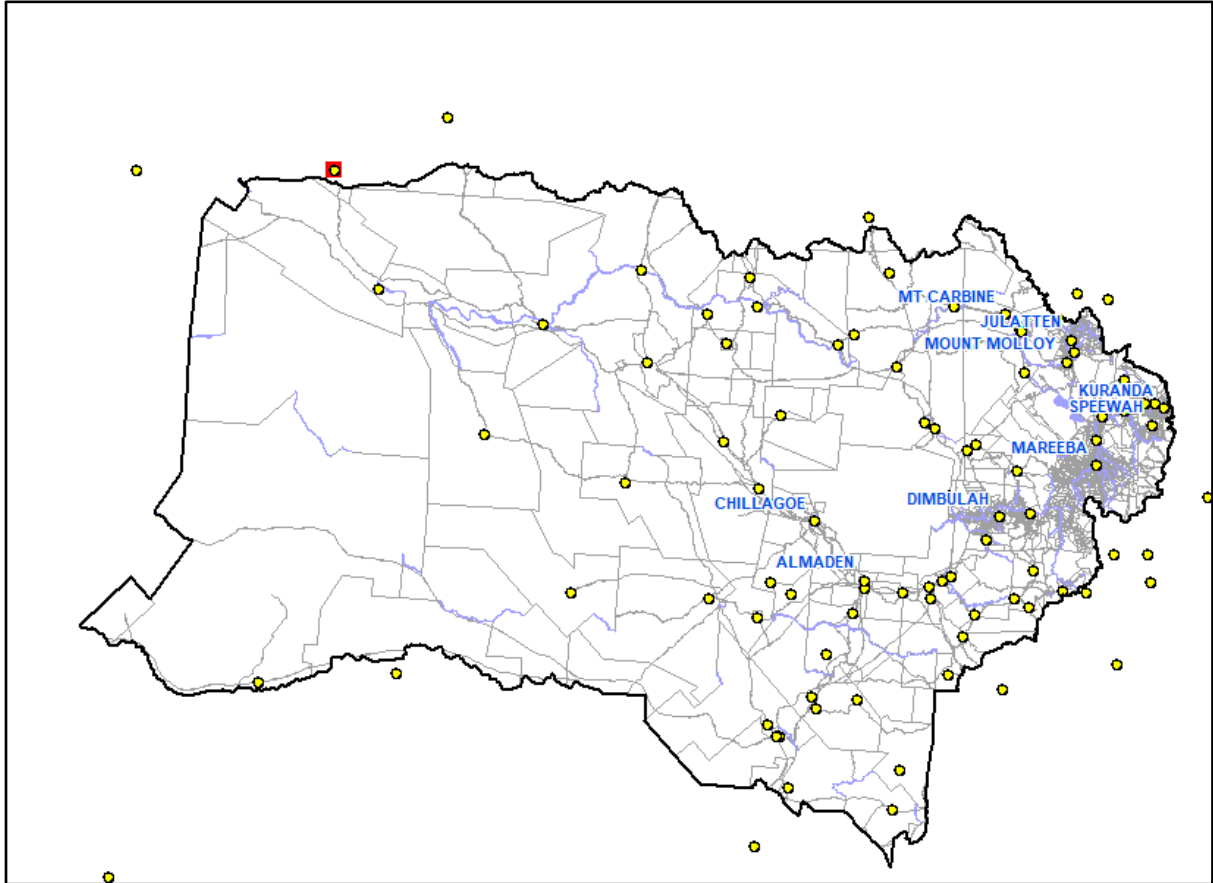 MT CARBINE
JULATTEN
MOUNT MOLLOY
KURANDA
SPEEWAH
MAREEBA
DIMBULAH
CHILLAGOE
ALMADEN